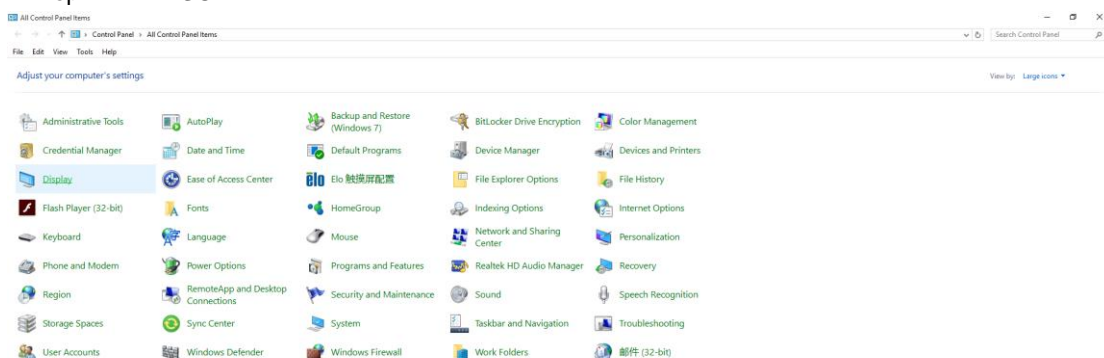 All Control Panel Items
Control Panel > All Control Panel Items
Search Control Panel
File Edit View Tools Help
Adjust your computer's settings
View by: Large icons
Administrative Tools
AutoPlay
Backup and Restore
(Windows 7)
BitLocker Drive Encryption
Color Management
Credential Manager
Date and Time
Default Programs
Device Manager
Devices and Printers
Display
Ease of Access Center
elo
Elo 触摸屏配置
File Explorer Options
File History
Flash Player (32-bit)
Fonts
HomeGroup
Indexing Options
Internet Options
Keyboard
Language
Mouse
Network and Sharing
Center
Personalization
Phone and Modem
Power Options
Programs and Features
Realtek HD Audio Manager
Recovery
Region
RemoteApp and Desktop
Connections
Security and Maintenance
Sound
Speech Recognition
Storage Spaces
Sync Center
System
Taskbar and Navigation
Troubleshooting
User Accounts
Windows Defender
Windows Firewall
Work Folders
邮件 (32-bit)